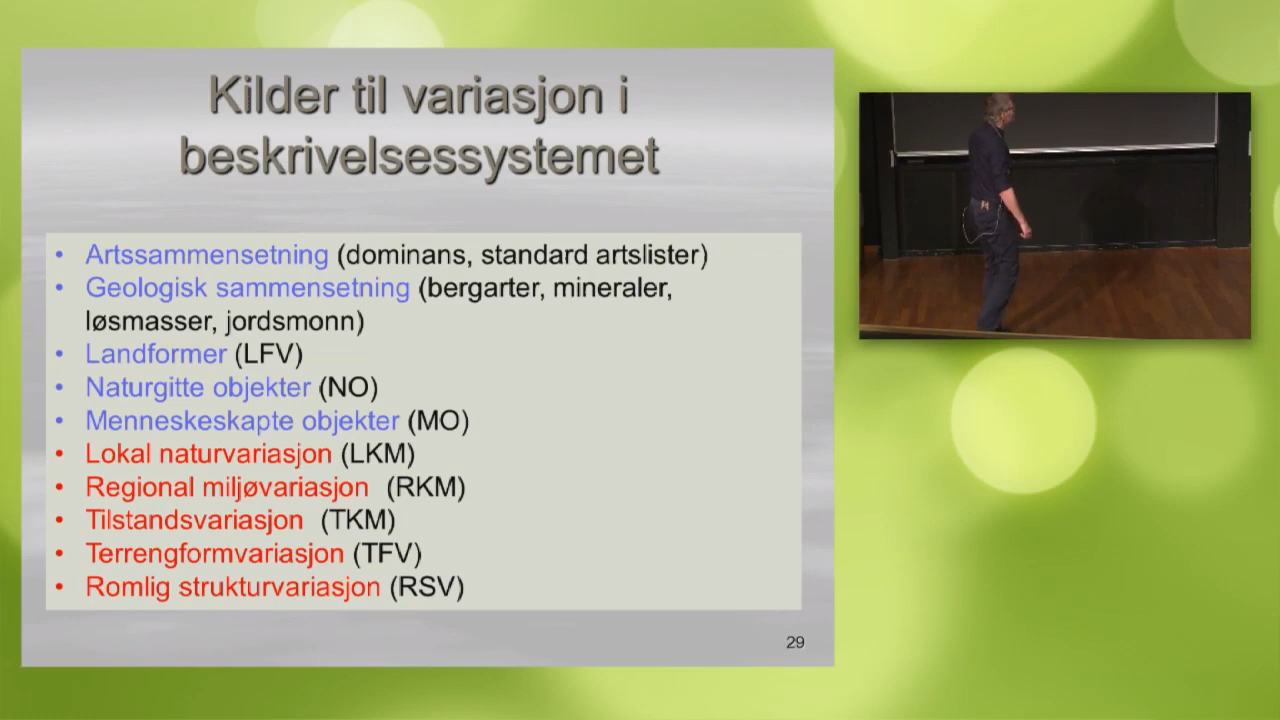 Kilder til variasjon i
beskrivelsessystemet
• Artssammensetning (dominans, standard artslister)
• Geologisk sammensetning (bergarter, mineraler,
løsmasser, jordsmonn)
• Landformer (LFV)
• Naturgitte objekter (NO)
• Menneskeskapte objekter (MO)
• Lokal naturvariasjon (LKM)
• Regional miljøvariasjon (RKM)
• Tilstandsvariasjon (TKM)
• Terrengformvariasjon (TFV)
• Romlig strukturvariasjon (RSV)
29